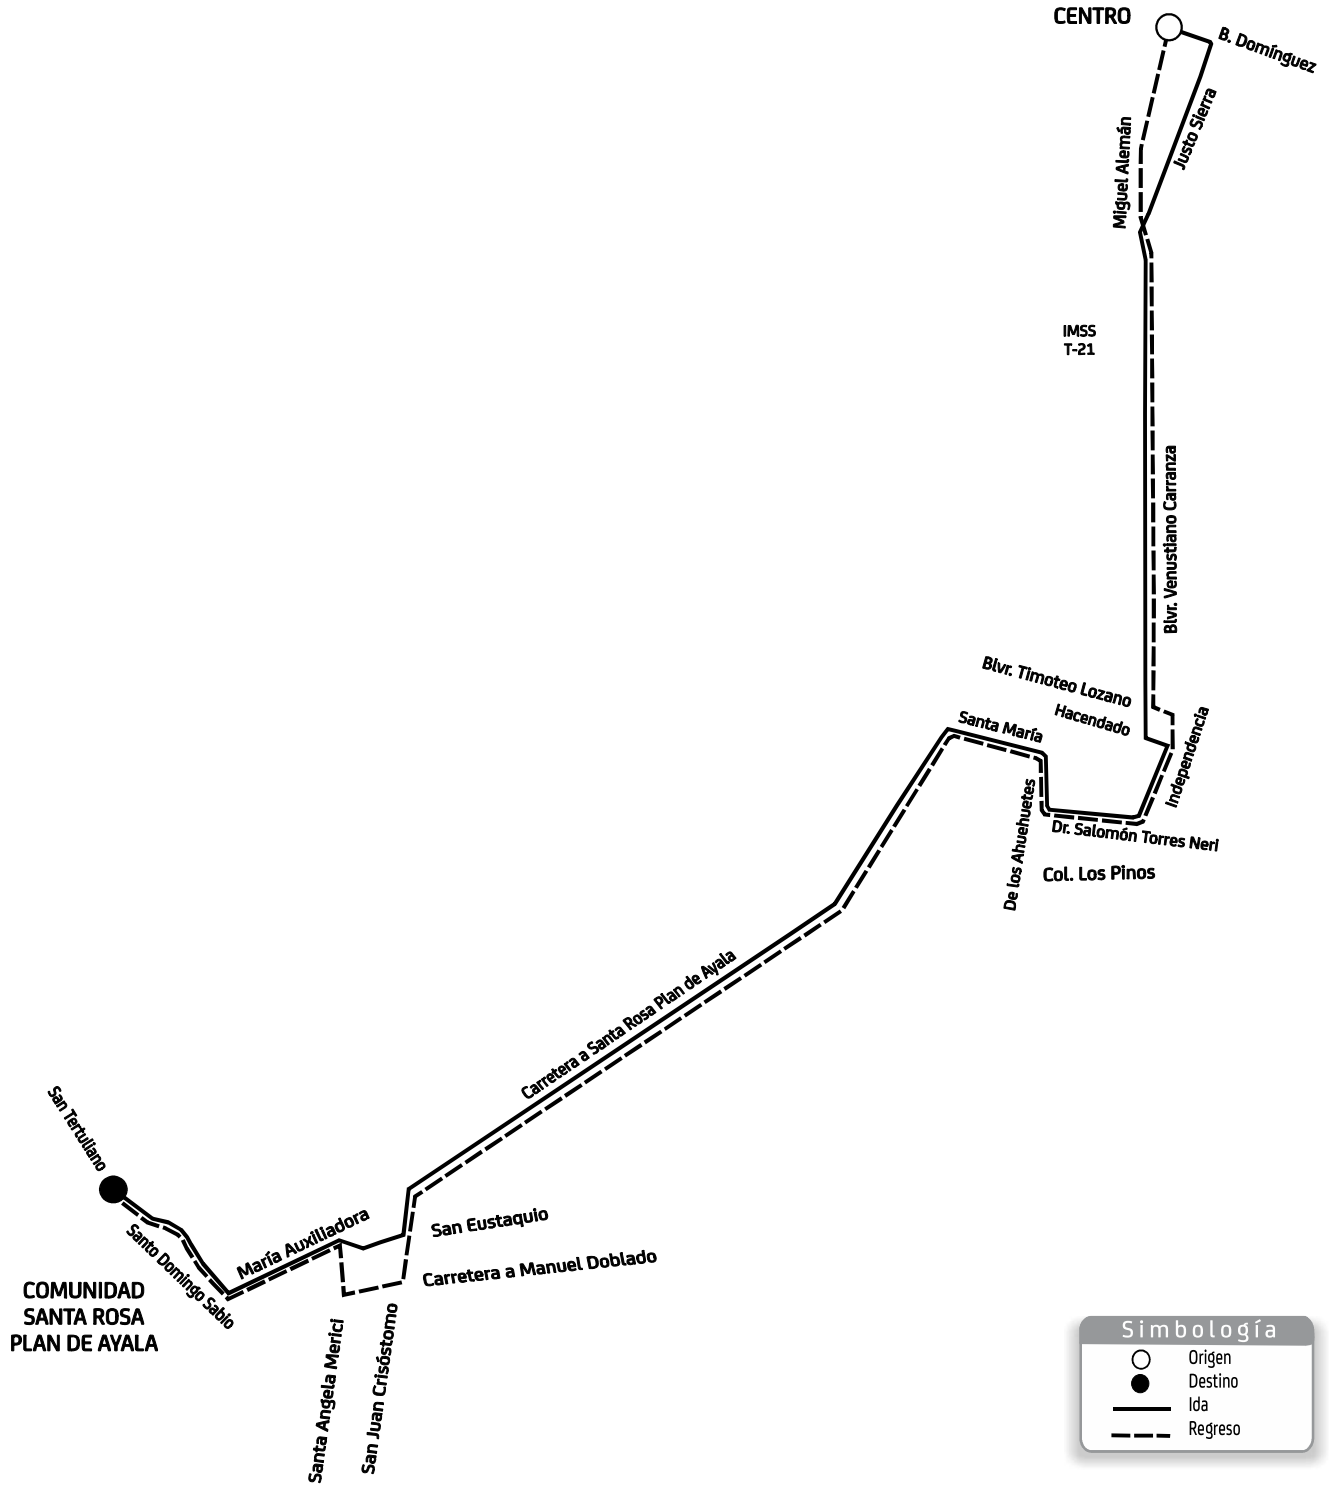 CENTRO
B. Domínguez
Justo Sierra
Miguel Alemán
IMSS
T-21
Blvr. Venustiano Carranza
Blvr. Timoteo Lozano
Hacendado
Independencia
Santa María
De los Ahuehuetes
Dr. Salomón Torres Neri
Col. Los Pinos
Carretera a Santa Rosa Plan de Ayala
San Tertuliano
Santo Domingo Sabio
María Auxiliadora
San Eustaquio
Carretera a Manuel Doblado
COMUNIDAD
SANTA ROSA
PLAN DE AYALA
Santa Angela Merici
San Juan Crisóstomo
Simbología
Origen
Destino
Ida
Regreso